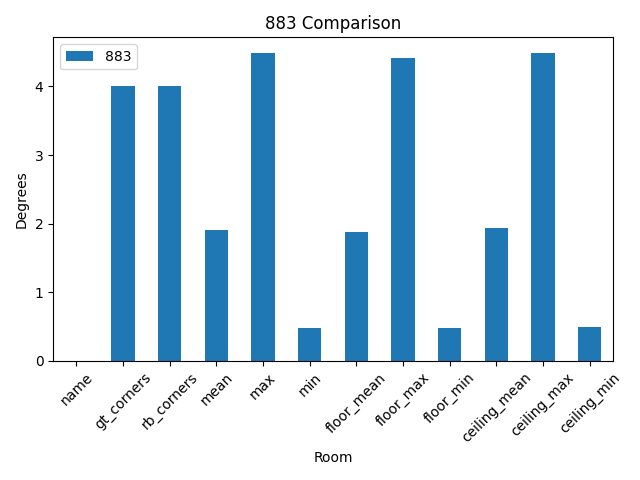 883 Comparison
883
Degrees
4
3
2
1
0
name
gt_corners
rb_corners
mean
max
min
floor_mean
floor_max
floor_min
ceiling_mean
ceiling_max
ceiling_min
Room